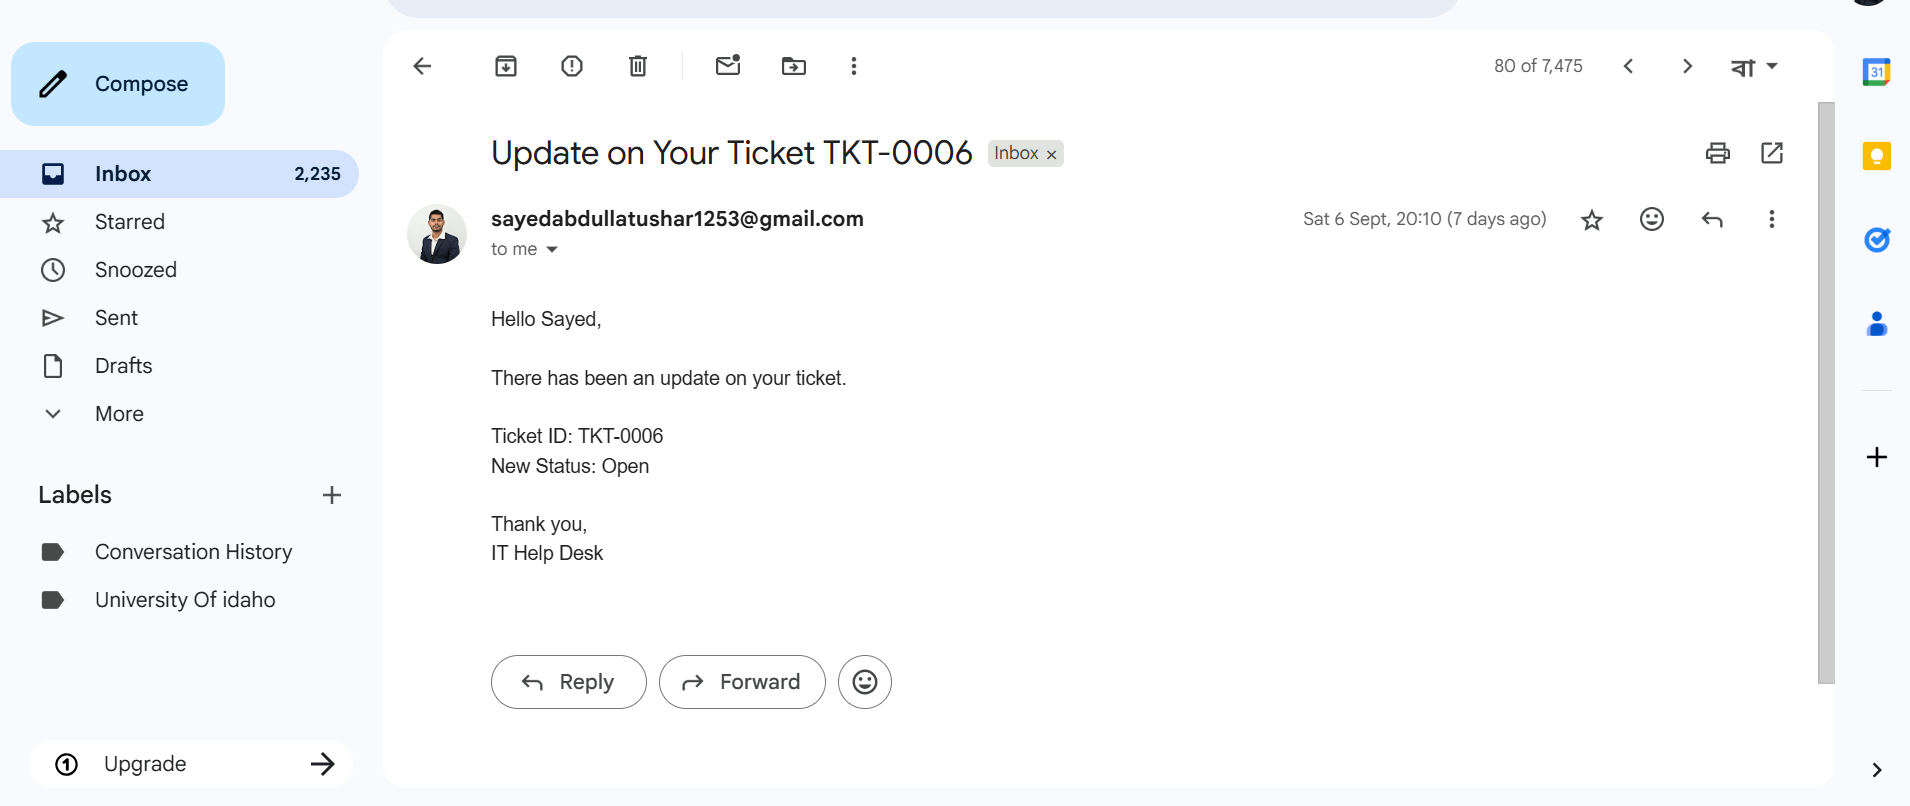 Compose
Inbox 2,235
Starred
Snoozed
Sent
Drafts
More
Labels
Conversation History
University Of idaho
Upgrade
80 of 7,475
বা
Update on Your Ticket TKT-0006 Inbox ×
sayedabdullatushar1253@gmail.com Sat 6 Sept, 20:10 (7 days ago)
to me
Hello Sayed,
There has been an update on your ticket.
Ticket ID: TKT-0006
New Status: Open
Thank you,
IT Help Desk
Reply Forward
31